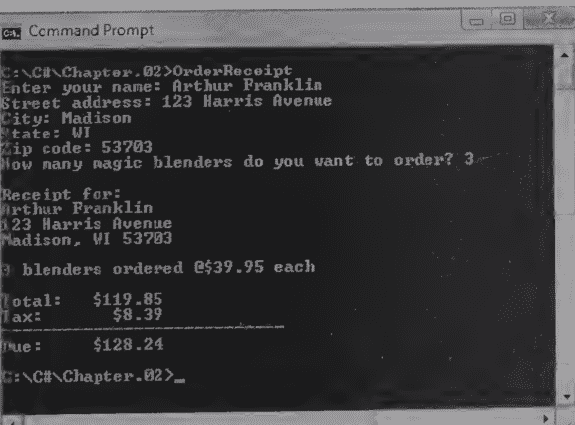 Command Prompt
C:\C#\Chapter.02>OrderReceipt
Enter your name: Arthur Franklin
Street address: 123 Harris Avenue
City: Madison
State: WI
Zip code: 53703
How many magic blenders do you want to order? 3
Receipt for:
Arthur Franklin
123 Harris Avenue
Madison, WI 53703
3 blenders ordered @$39.95 each
Total: $119.85
Tax: $8.39
Due: $128.24
C:\C#\Chapter.02>_